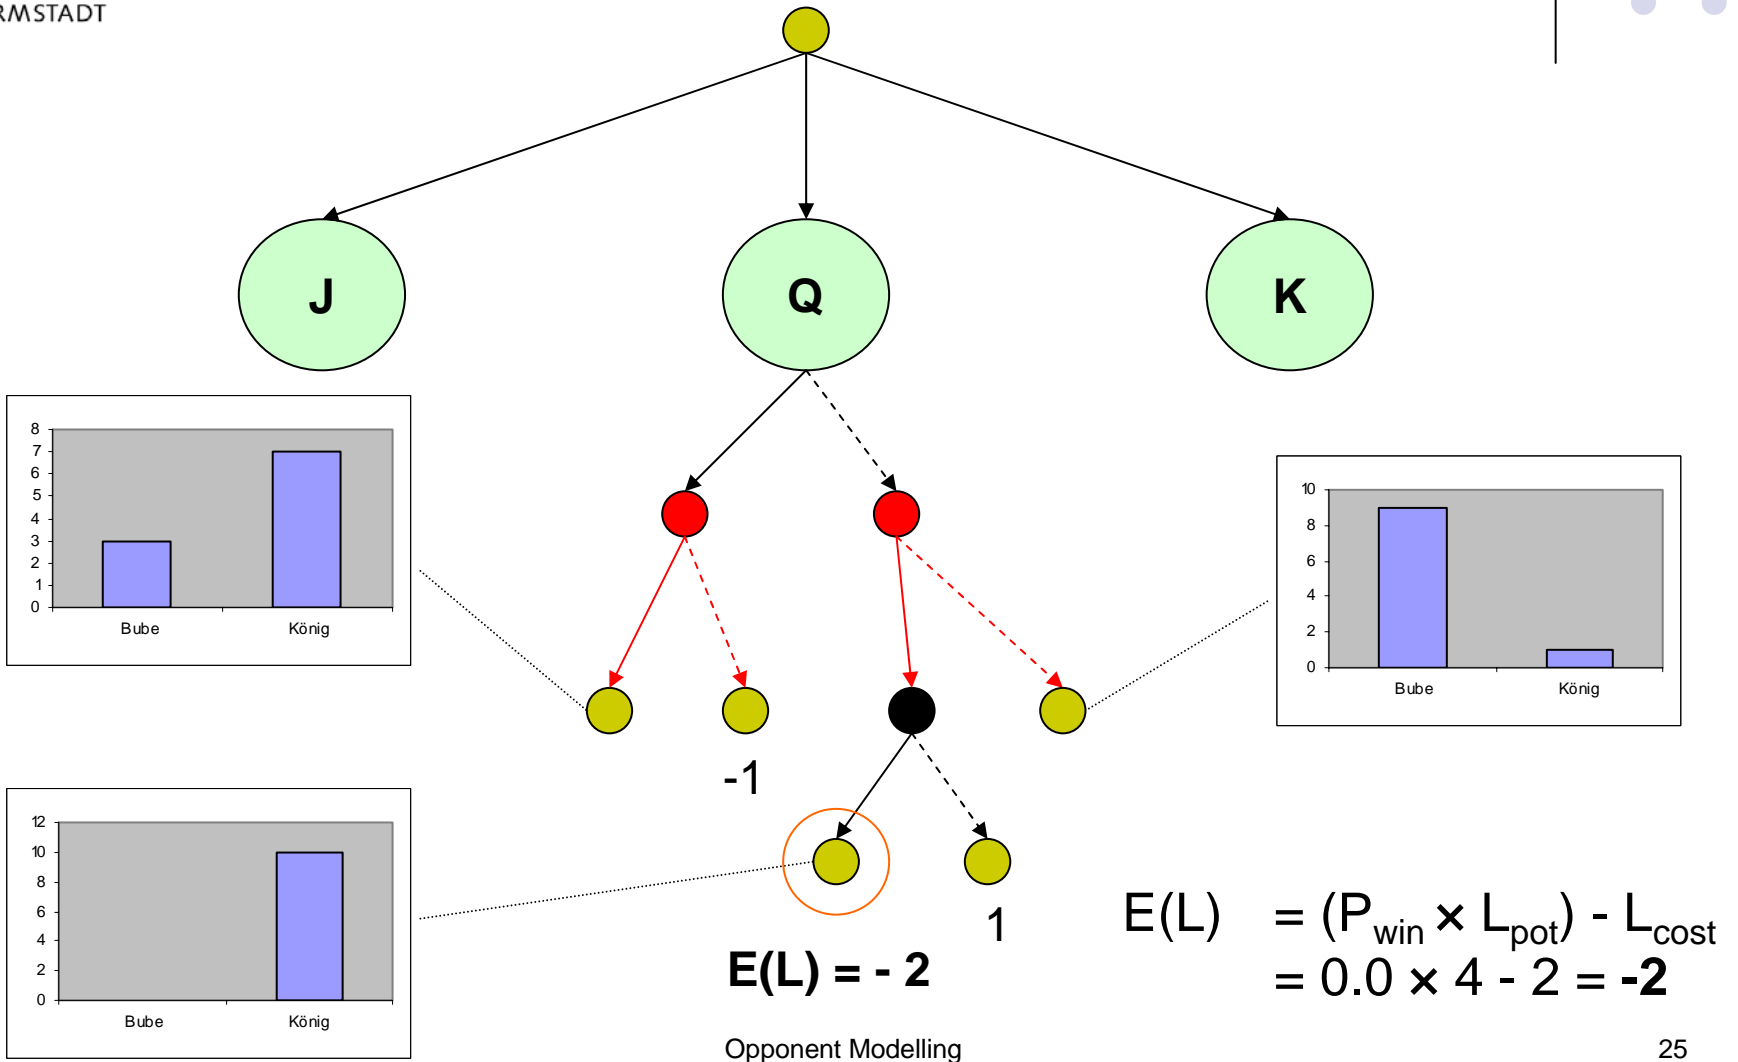 RMSTADT
J
Q
K
8
7
6
5
4
3
2
1
0
Bube König
10
8
6
4
2
0
Bube König
-1
12
10
8
6
4
2
0
Bube König
1
E(L) = - 2
E(L) = (Pwin × Lpot) - Lcost
= 0.0 × 4 - 2 = -2
Opponent Modelling
25